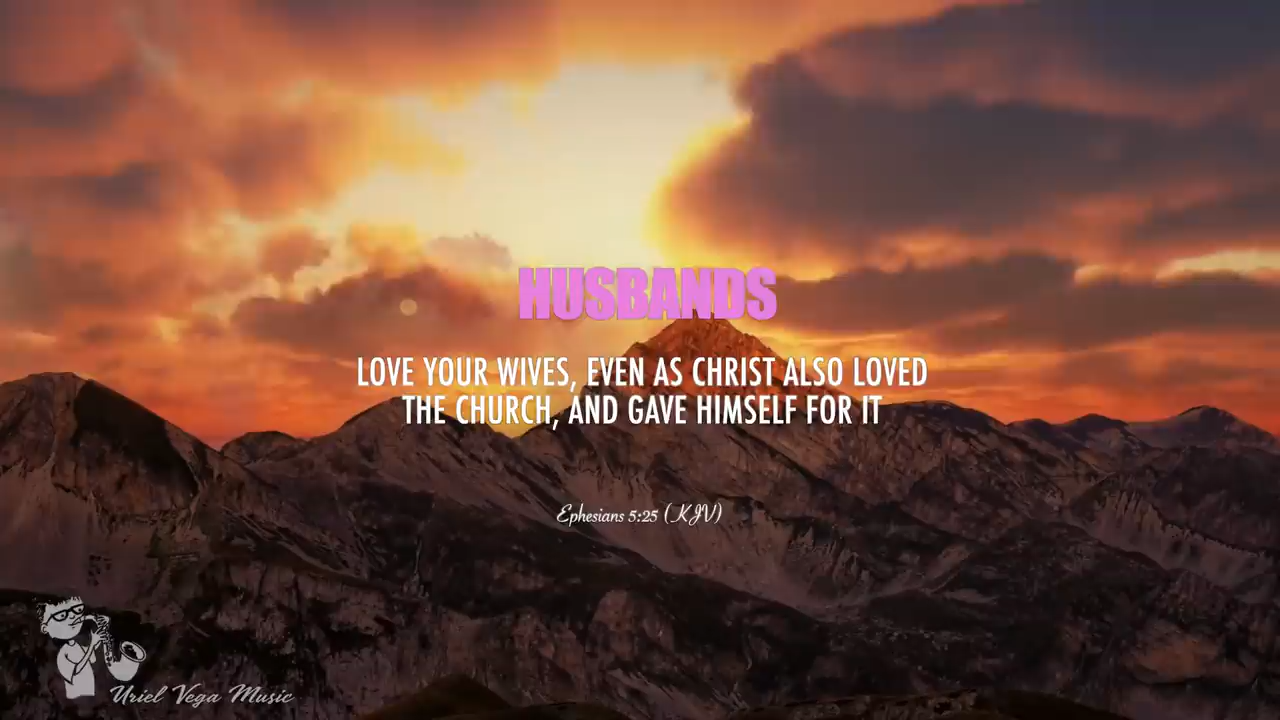 HUSBANDS
LOVE YOUR WIVES, EVEN AS CHRIST ALSO LOVED
THE CHURCH, AND GAVE HIMSELF FOR IT
Ephesians 5:25 (KJV)
Uriel Vega Music